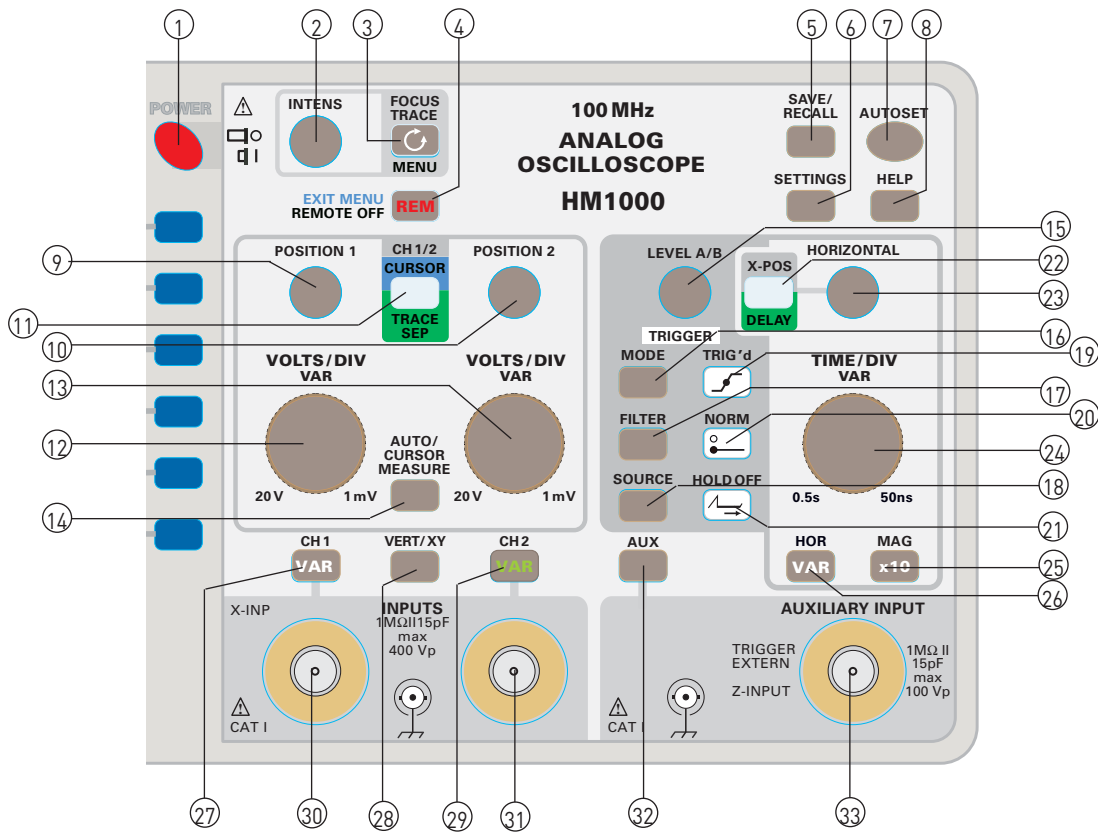 1
2
3
4
5
6
7
8
POWER
INTENS
FOCUS
TRACE
MENU
EXIT MENU
REMOTE OFF
REM
100 MHz
ANALOG
OSCILLOSCOPE
HM1000
SAVE/
RECALL
AUTOSET
SETTINGS
HELP
9
11
10
13
12
14
POSITION 1
CH 1/2
CURSOR
TRACE
SEP
POSITION 2
VOLTS / DIV
VAR
VOLTS / DIV
VAR
AUTO/
CURSOR
MEASURE
20 V
1 mV
20 V
1 mV
LEVEL A/B
X-POS
DELAY
HORIZONTAL
TRIGGER
MODE
TRIG'd
FILTER
NORM
SOURCE
HOLD OFF
TIME / DIV
VAR
0.5s
50ns
15
22
23
16
19
17
20
24
18
21
25
26
CH 1
VAR
VERT/XY
CH 2
VAR
AUX
HOR
VAR
MAG
x10
X-INP
INPUTS
1MΩII15pF
max
400 Vp
CAT I
CAT I
AUXILIARY INPUT
TRIGGER
EXTERN
Z-INPUT
1MΩ II
15pF
max
100 Vp
27
30
28
29
31
32
33